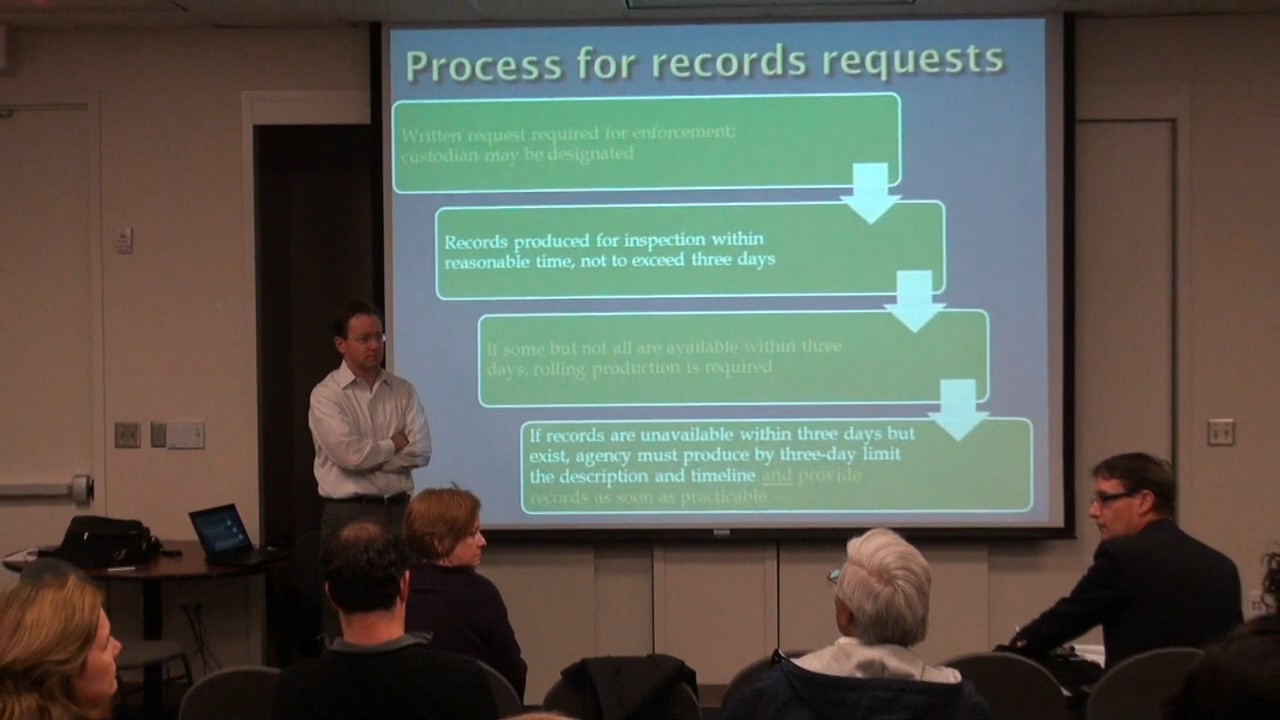 Process for records requests
Written request required for enforcement;
custodian may be designated
Records produced for inspection within
reasonable time, not to exceed three days
If some but not all are available within three
days, rolling production is required
If records are unavailable within three days but
exist, agency must produce by three-day limit
the description and timeline and provide
records as soon as practicable